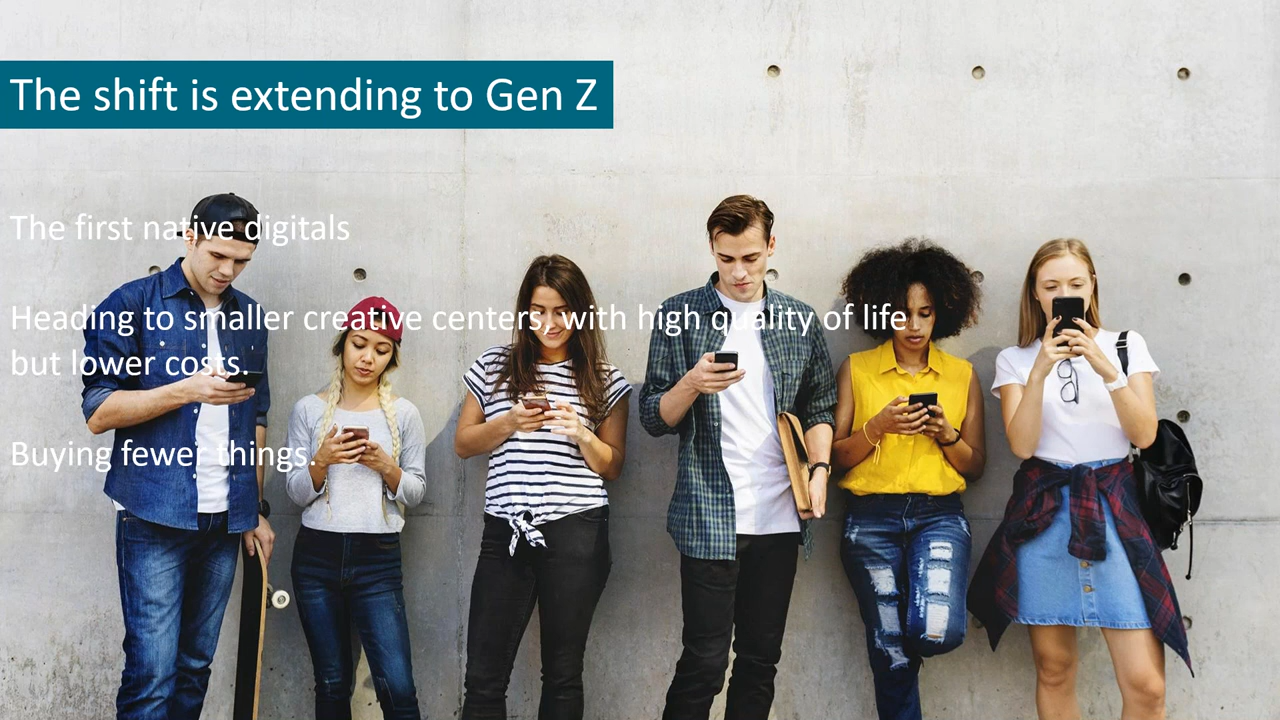 The shift is extending to Gen Z
The first native digitals
Heading to smaller creative centers, with high quality of life
but lower costs.
Buying fewer things.